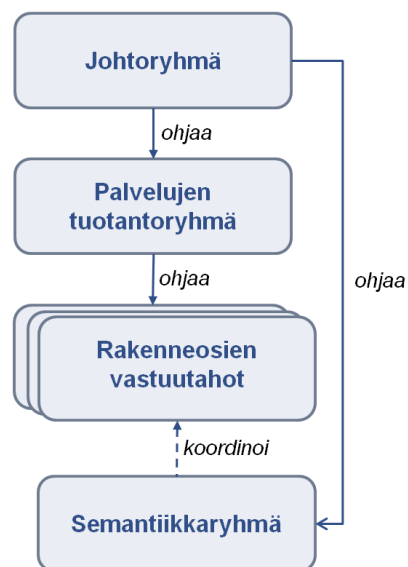 Johtoryhmä
ohjaa
Palvelujen
tuotantoryhmä
ohjaa
ohjaa
Rakenneosien
vastuutahot
koordinoi
Semantiikkaryhmä